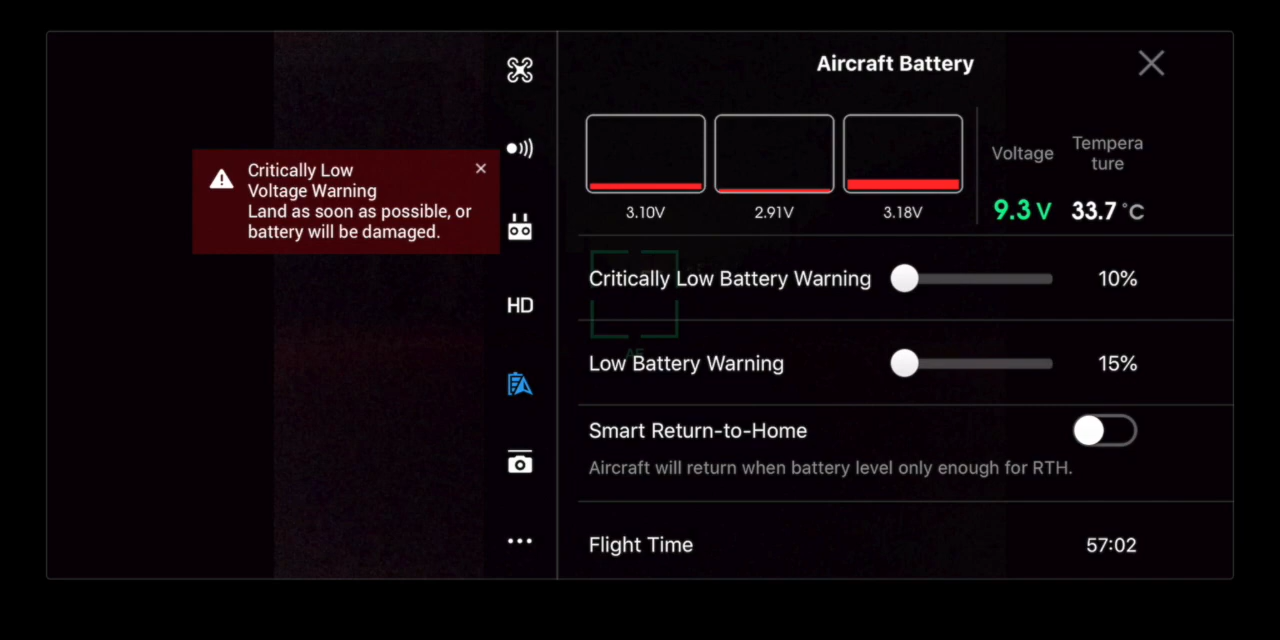 Aircraft Battery
Critically Low
Voltage Warning
Land as soon as possible, or
battery will be damaged.
HD
3.10V
2.91V
3.18V
Voltage
9.3 V
Tempera
ture
33.7 °C
Critically Low Battery Warning
10%
AF
Low Battery Warning
15%
Smart Return-to-Home
Aircraft will return when battery level only enough for RTH.
Flight Time
57:02